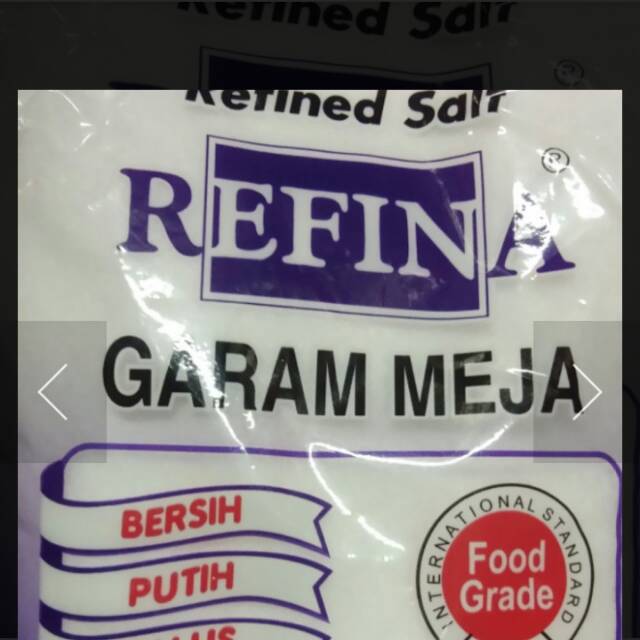 Refined Salt
REFINA ®
GARAM MEJA
BERSIH
PUTIH
INTERNATIONAL STANDARD
Food
Grade